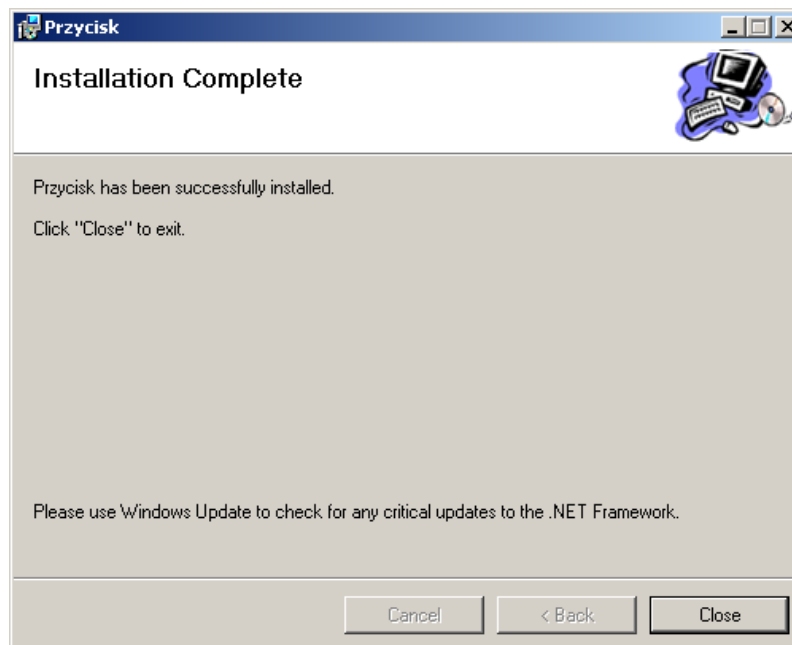 Przycisk
Installation Complete
Przycisk has been successfully installed.
Click "Close" to exit.
Please use Windows Update to check for any critical updates to the .NET Framework.
Cancel
< Back
Close